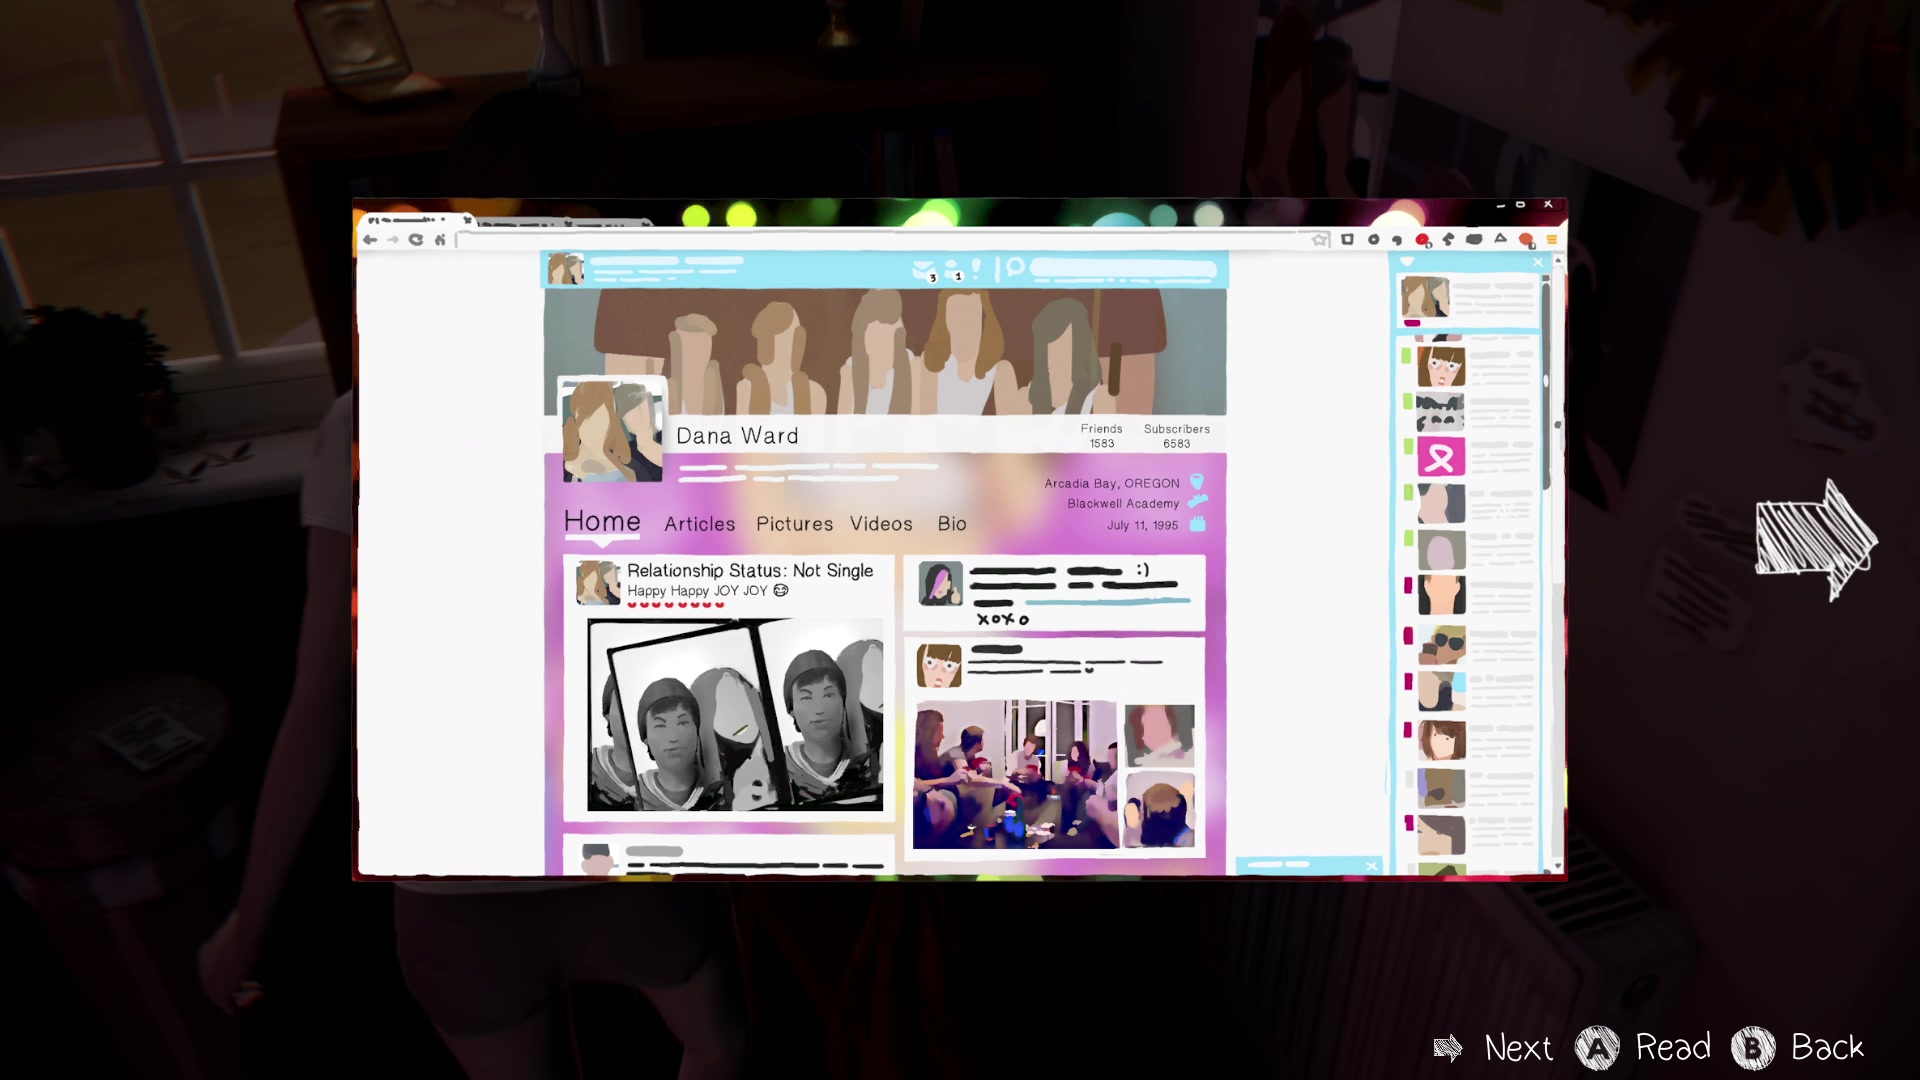 3
1
Dana Ward
Friends
1583
Subscribers
6583
Arcadia Bay, OREGON
Blackwell Academy
July 11, 1995
Home
Articles
Pictures
Videos
Bio
Relationship Status: Not Single
Happy Happy JOY JOY
:)
xoxo
Next
A
Read
B
Back